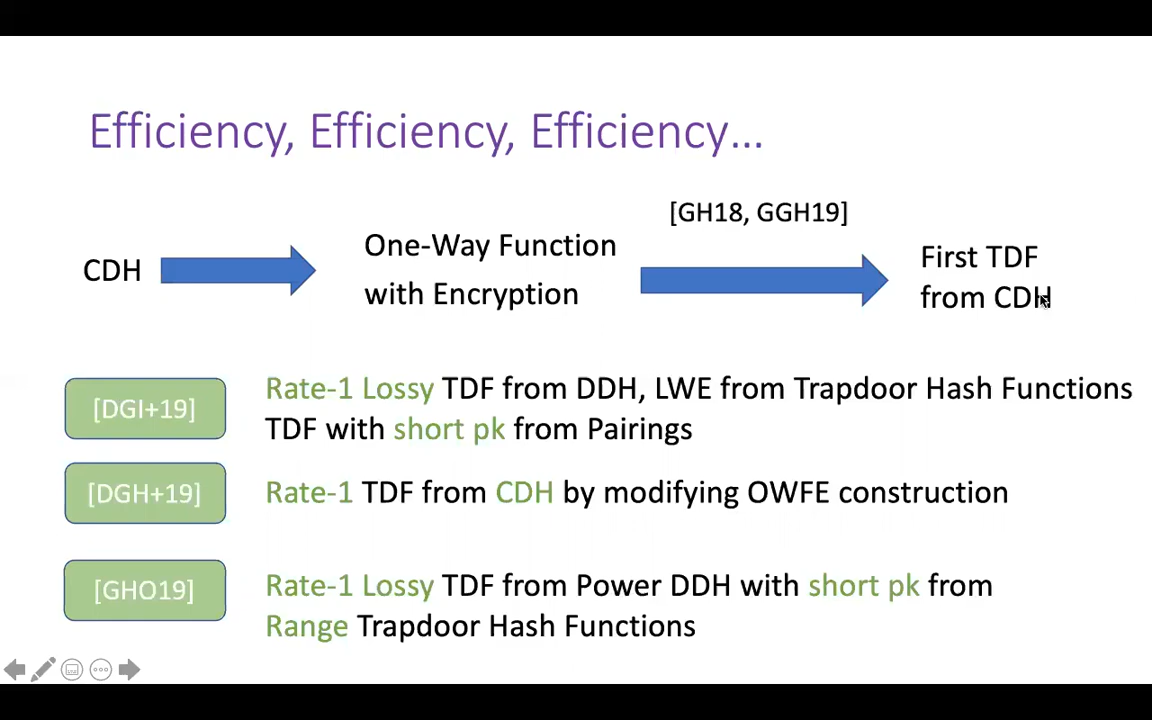 Efficiency, Efficiency, Efficiency...
[GH18, GGH19]
CDH
One-Way Function
with Encryption
First TDF
from CDH
[DGI+19]
Rate-1 Lossy TDF from DDH, LWE from Trapdoor Hash Functions
TDF with short pk from Pairings
[DGH+19]
Rate-1 TDF from CDH by modifying OWFE construction
[GHO19]
Rate-1 Lossy TDF from Power DDH with short pk from
Range Trapdoor Hash Functions